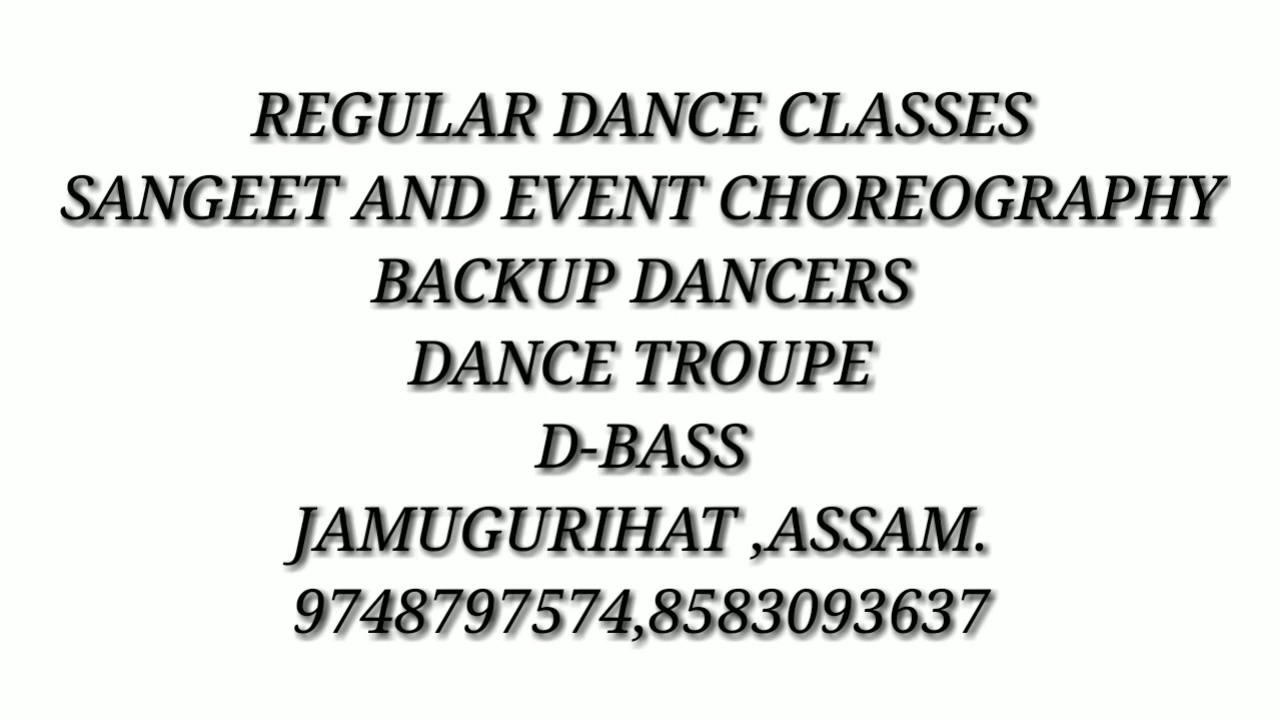 REGULAR DANCE CLASSES
SANGEET AND EVENT CHOREOGRAPHY
BACKUP DANCERS
DANCE TROUPE
D-BASS
JAMUGURIHAT ,ASSAM.
9748797574,8583093637